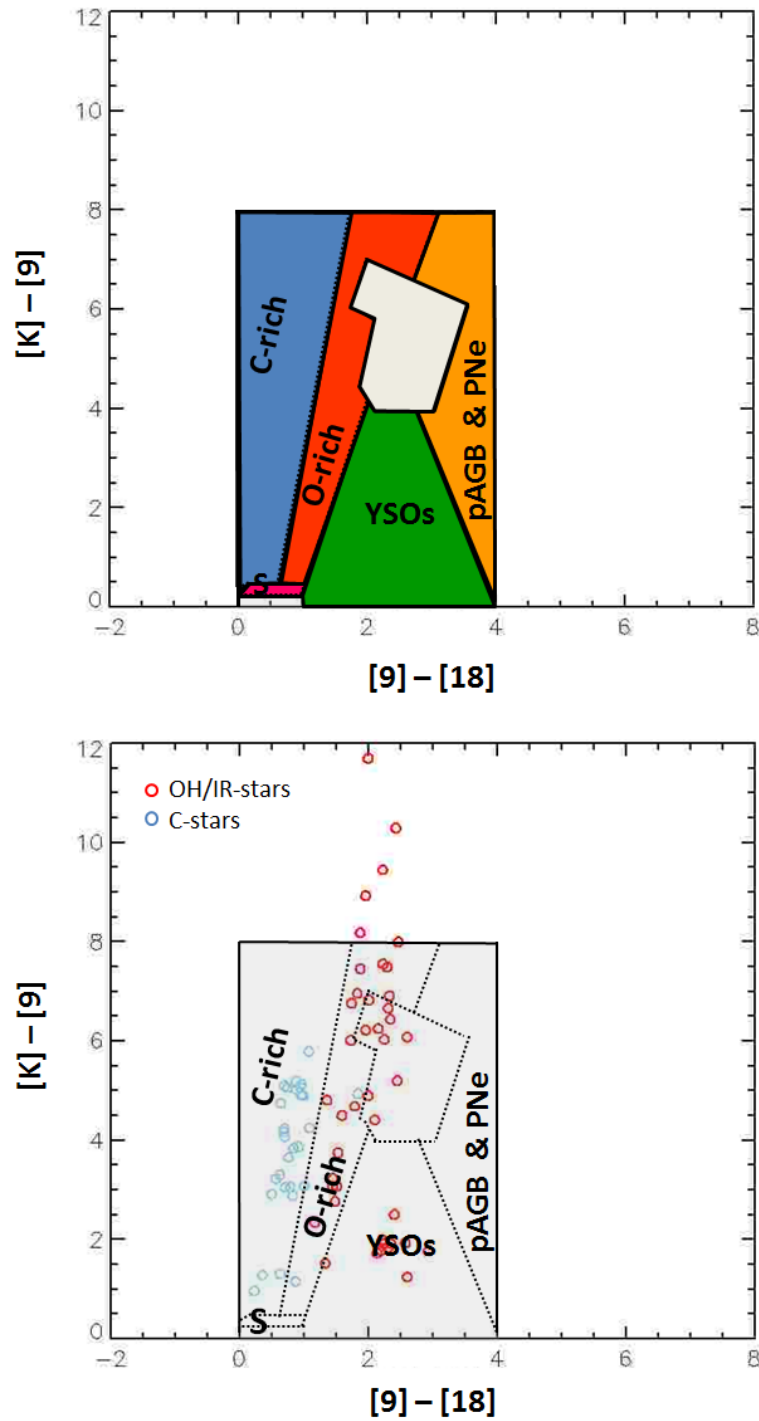 12
10
8
6
4
2
0
[K] – [9]
C-rich
O-rich
S
YSOs
pAGB & PNe
−2 0 2 4 6 8
[9] – [18]
12
10
8
6
4
2
0
[K] – [9]
OH/IR-stars
C-stars
C-rich
O-rich
S
YSOs
pAGB & PNe
−2 0 2 4 6 8
[9] – [18]